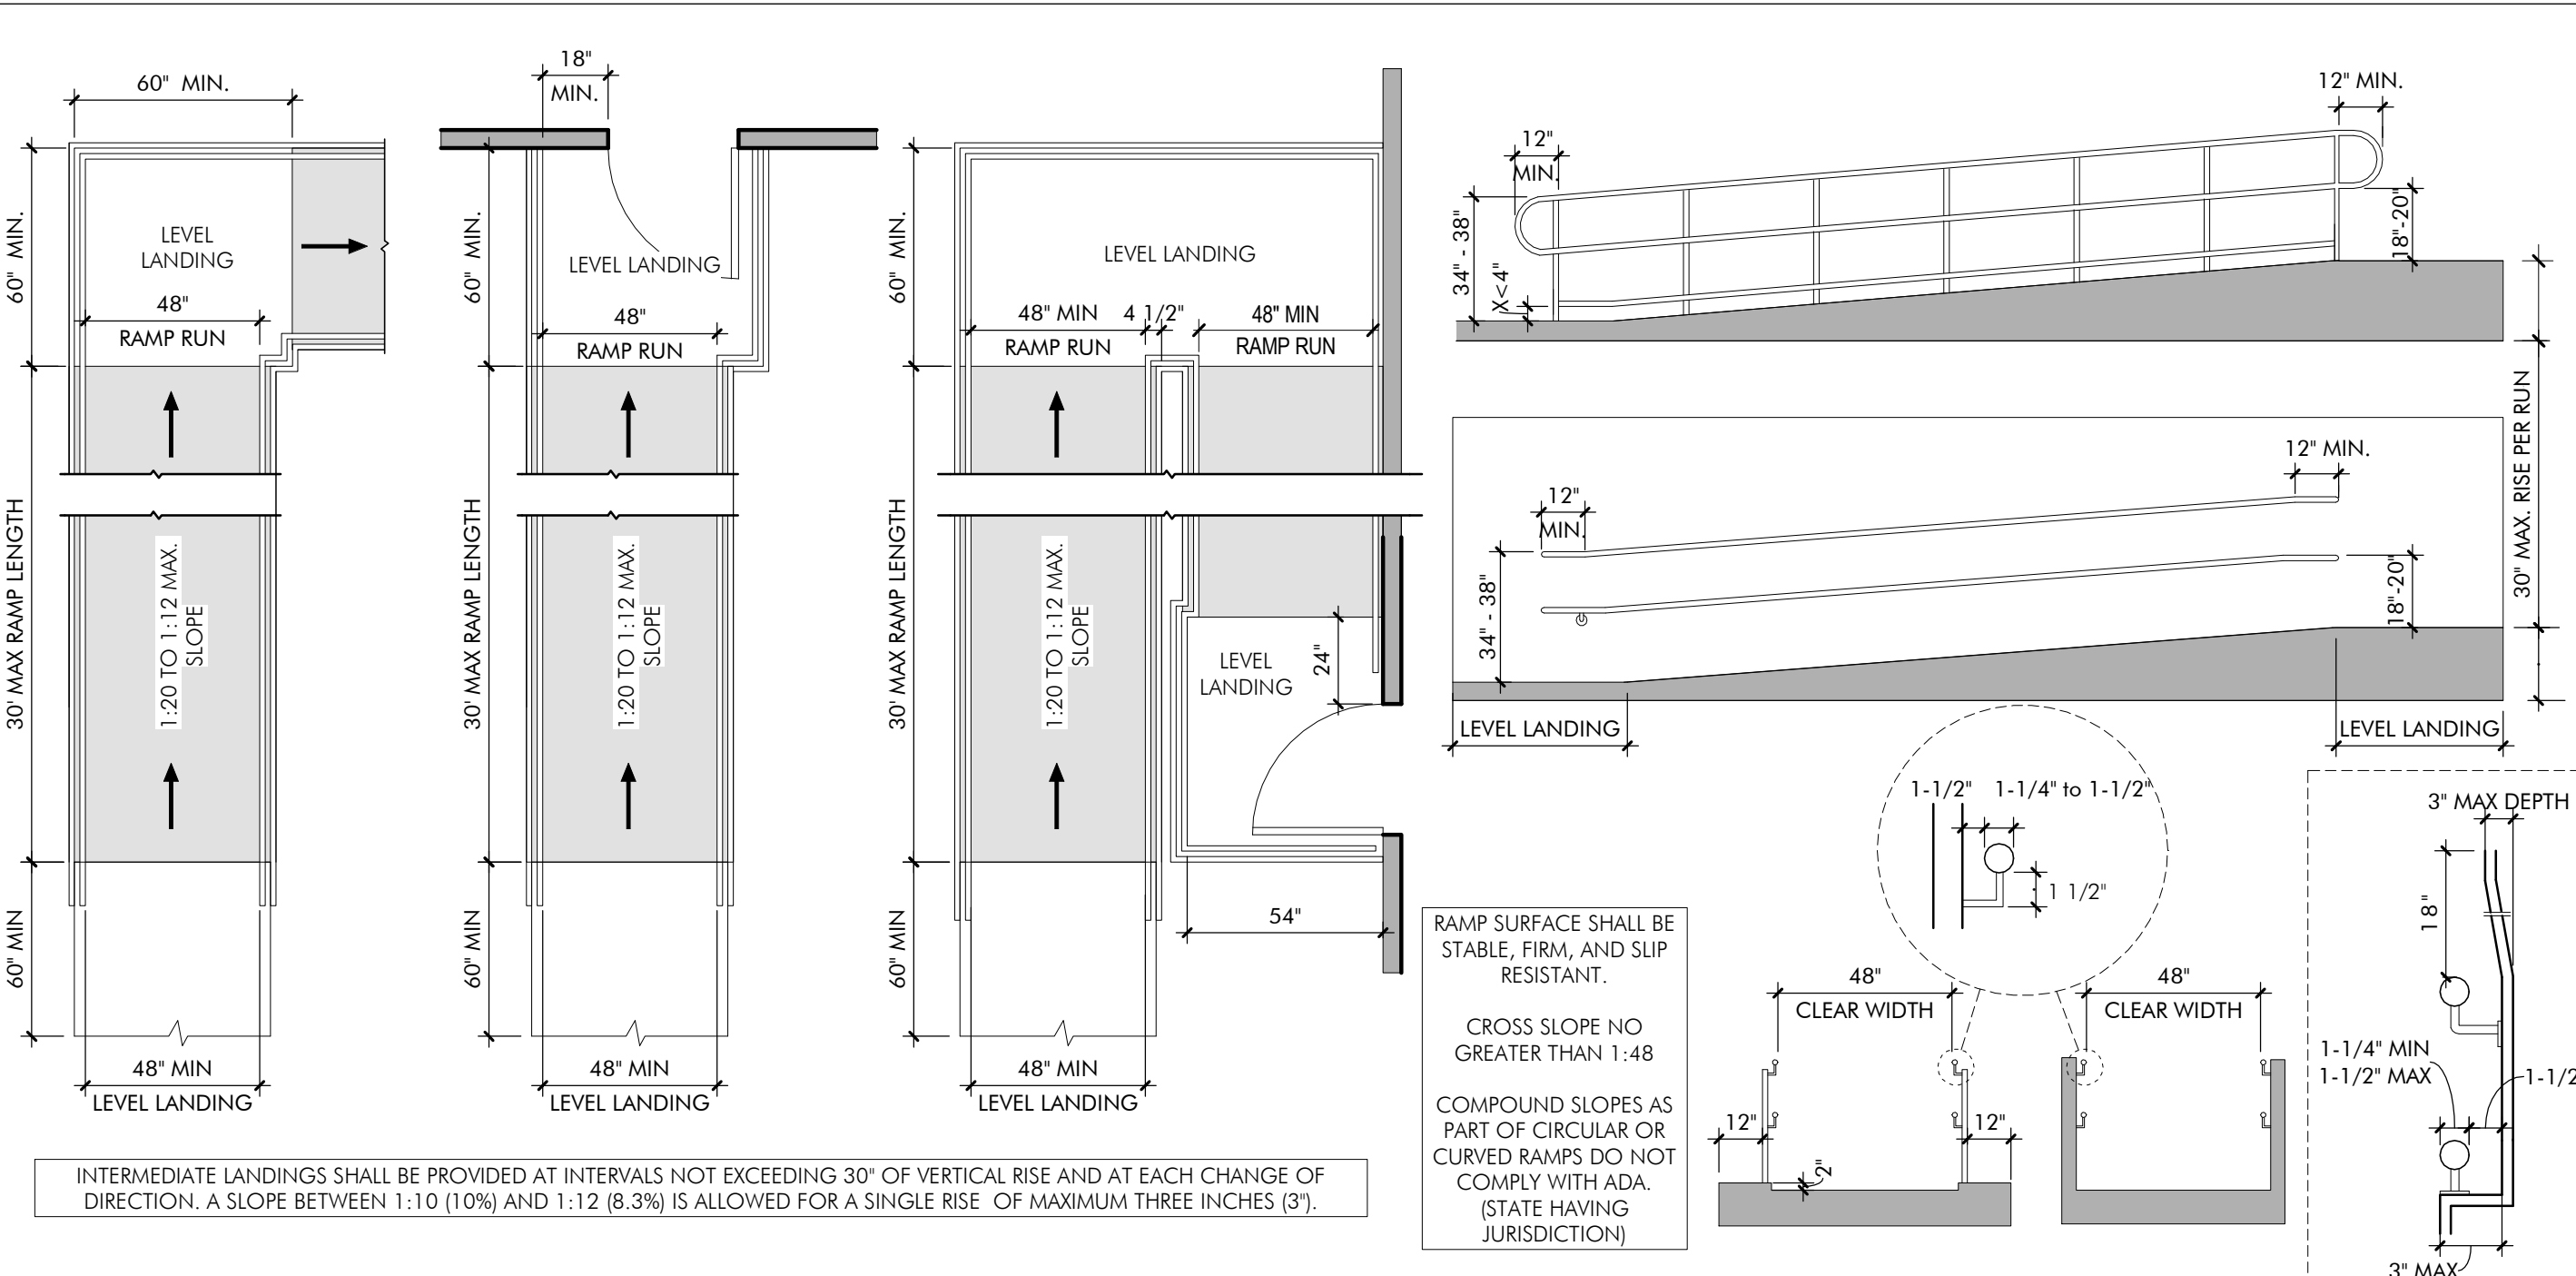 60" MIN.
60" MIN.
LEVEL
LANDING
48"
RAMP RUN
30' MAX RAMP LENGTH
1:20 TO 1:12 MAX.
SLOPE
60" MIN
48" MIN
LEVEL LANDING
18"
MIN.
60" MIN.
LEVEL LANDING
48"
RAMP RUN
30' MAX RAMP LENGTH
1:20 TO 1:12 MAX.
SLOPE
60" MIN
48" MIN
LEVEL LANDING
60" MIN.
LEVEL LANDING
48" MIN
RAMP RUN
4 1/2"
48" MIN
RAMP RUN
30' MAX RAMP LENGTH
1:20 TO 1:12 MAX.
SLOPE
LEVEL
LANDING
24"
54"
60" MIN
48" MIN
LEVEL LANDING
INTERMEDIATE LANDINGS SHALL BE PROVIDED AT INTERVALS NOT EXCEEDING 30" OF VERTICAL RISE AND AT EACH CHANGE OF
DIRECTION. A SLOPE BETWEEN 1:10 (10%) AND 1:12 (8.3%) IS ALLOWED FOR A SINGLE RISE OF MAXIMUM THREE INCHES (3").
12" MIN.
12"
MIN.
34" - 38"
X<4"
18"-20"
30" MAX. RISE PER RUN
12" MIN.
12"
MIN.
34" - 38"
18"-20"
LEVEL LANDING
LEVEL LANDING
RAMP SURFACE SHALL BE
STABLE, FIRM, AND SLIP
RESISTANT.
CROSS SLOPE NO
GREATER THAN 1:48
COMPOUND SLOPES AS
PART OF CIRCULAR OR
CURVED RAMPS DO NOT
COMPLY WITH ADA.
(STATE HAVING
JURISDICTION)
1-1/2"
1-1/4" to 1-1/2"
1 1/2"
48"
CLEAR WIDTH
12"
12"
2"
48"
CLEAR WIDTH
3" MAX DEPTH
18"
1-1/4" MIN
1-1/2" MAX
1-1/2
3" MAX